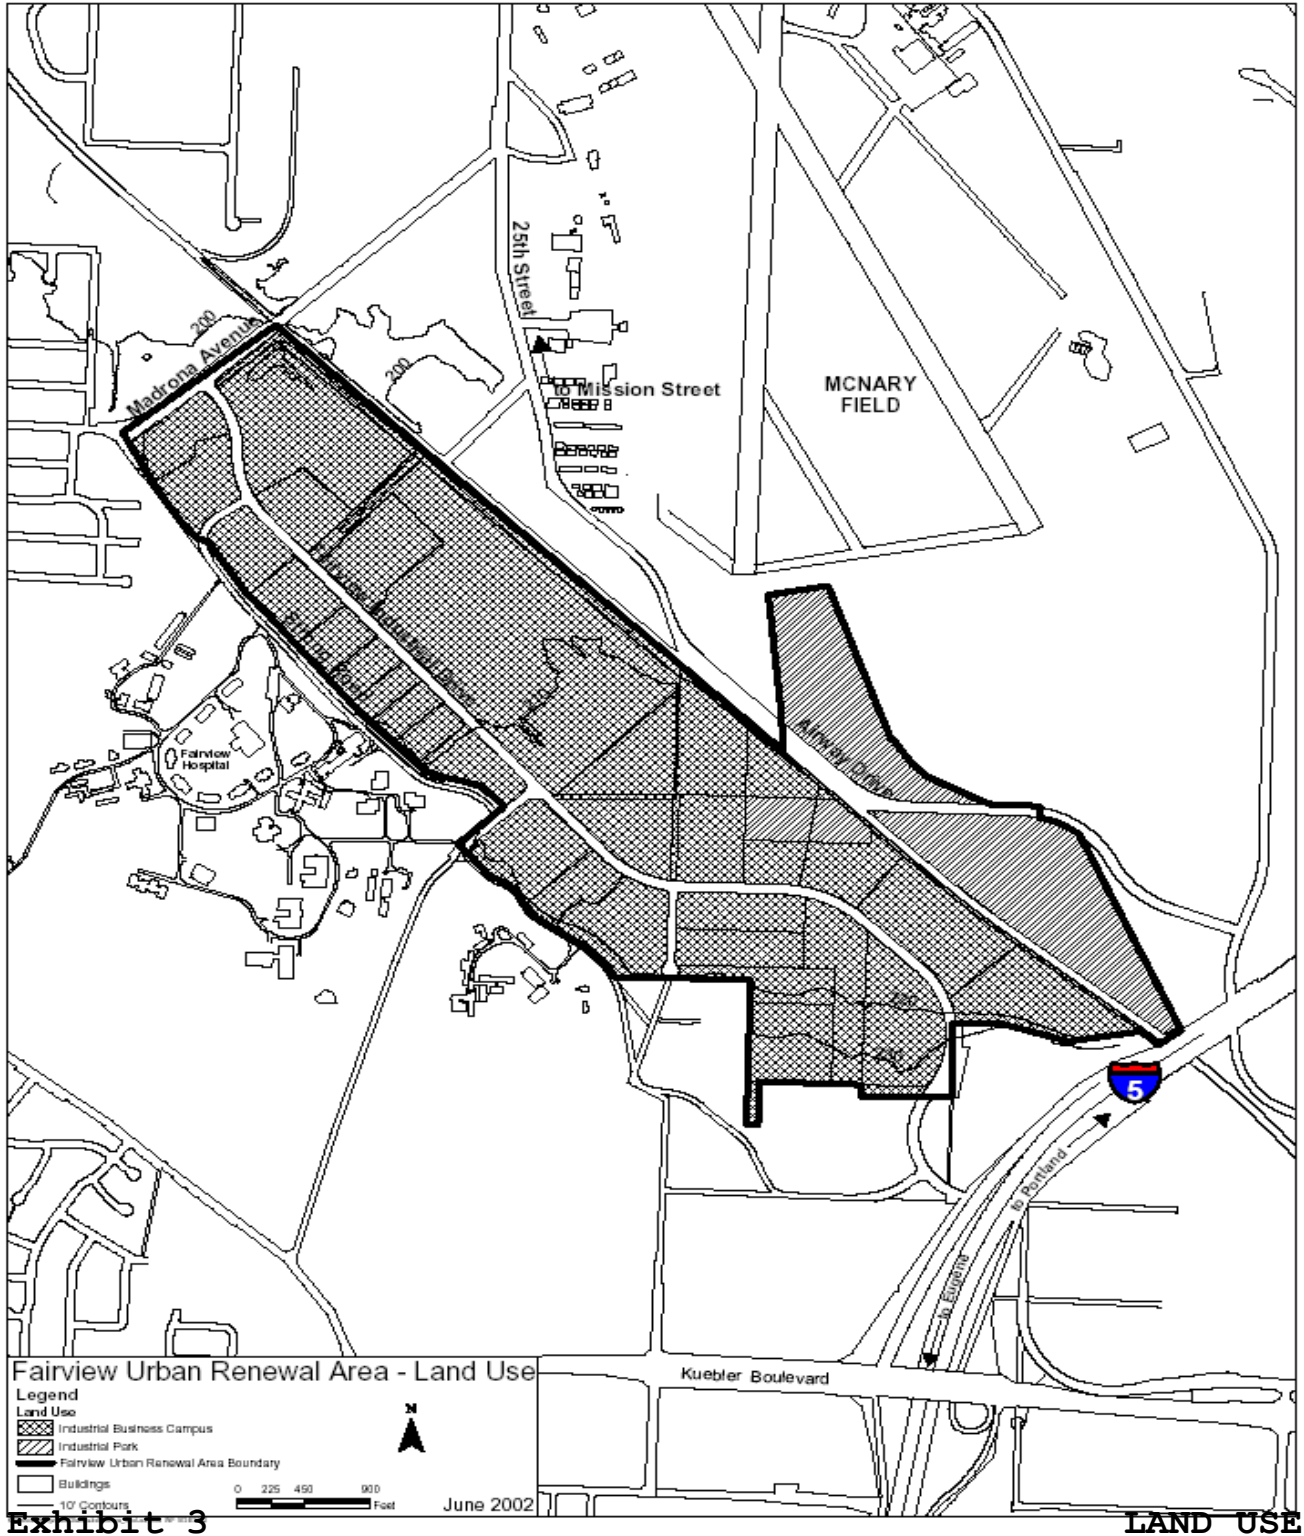 25th Street
200
Madrona Avenue
200
to Mission Street
MCNARY
FIELD
Fairview
Hospital
Airway Drive
5
to Portland
to Eugene
Kuebler Boulevard
Fairview Urban Renewal Area - Land Use
Legend
Land Use
Industrial Business Campus
Industrial Park
Fairview Urban Renewal Area Boundary
Buildings
10' Contours
N
0 225 450 900
Feet
June 2002
Exhibit 3
LAND USE